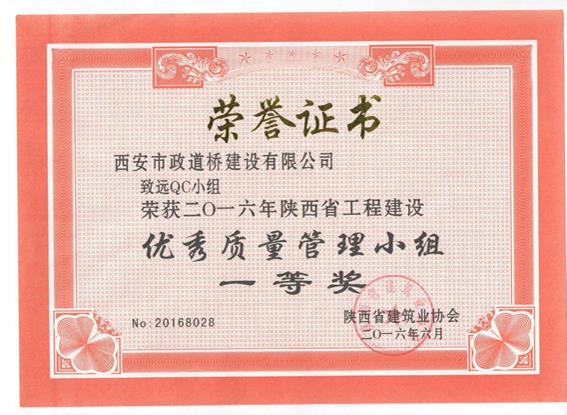 荣誉证书
西安市政道桥建设有限公司
致远QC小组
荣获二〇一六年陕西省工程建设
优秀质量管理小组
一等奖
No:20168028
陕西省建筑业协会
二〇一六年六月